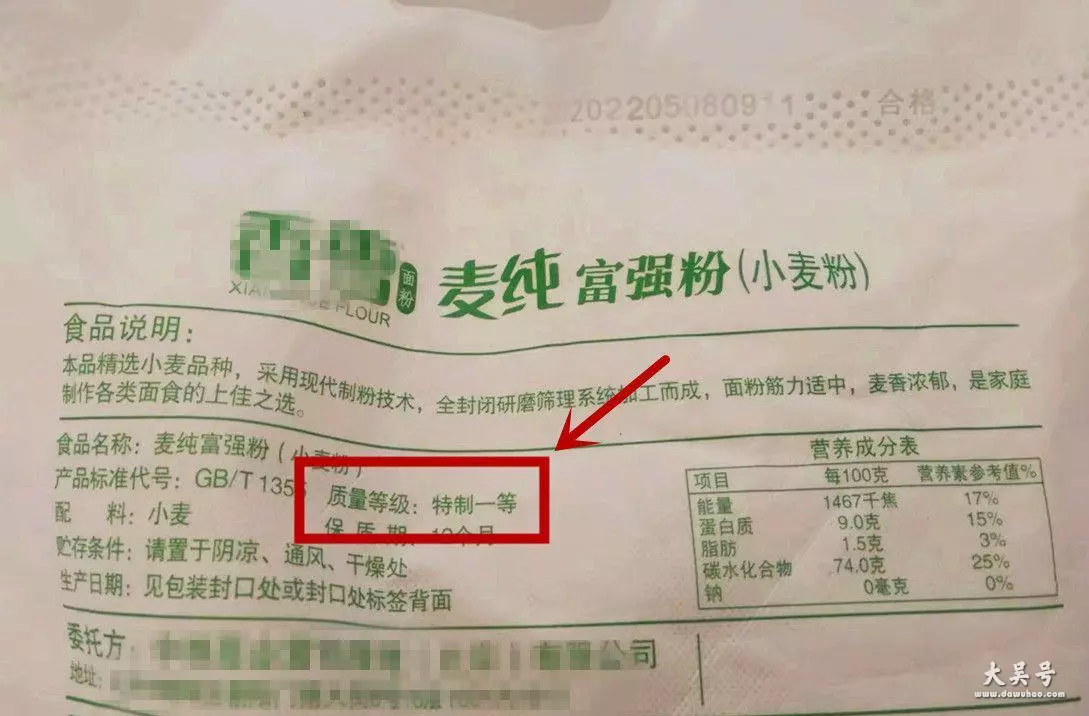 合格
面粉
FLOUR
麦纯富强粉(小麦粉)
食品说明：
本品精选小麦品种，采用现代制粉技术，全封闭研磨筛理系统加工而成，面粉筋力适中，麦香浓郁，是家庭
制作各类面食的上佳之选。
食品名称：麦纯富强粉（小麦粉）
产品标准代号：GB/T 1355 质量等级：特制一等
配 料：小麦 保 质 期：12个月
贮存条件：请置于阴凉、通风、干燥处
生产日期：见包装封口处或封口处标签背面
营养成分表
项目 每100克 营养素参考值%
能量 1467千焦 17%
蛋白质 9.0克 15%
脂肪 1.5克 3%
碳水化合物 74.0克 25%
钠 0毫克 0%
委托方：
有限公司
地址：
大吴号
www.dawuhao.com